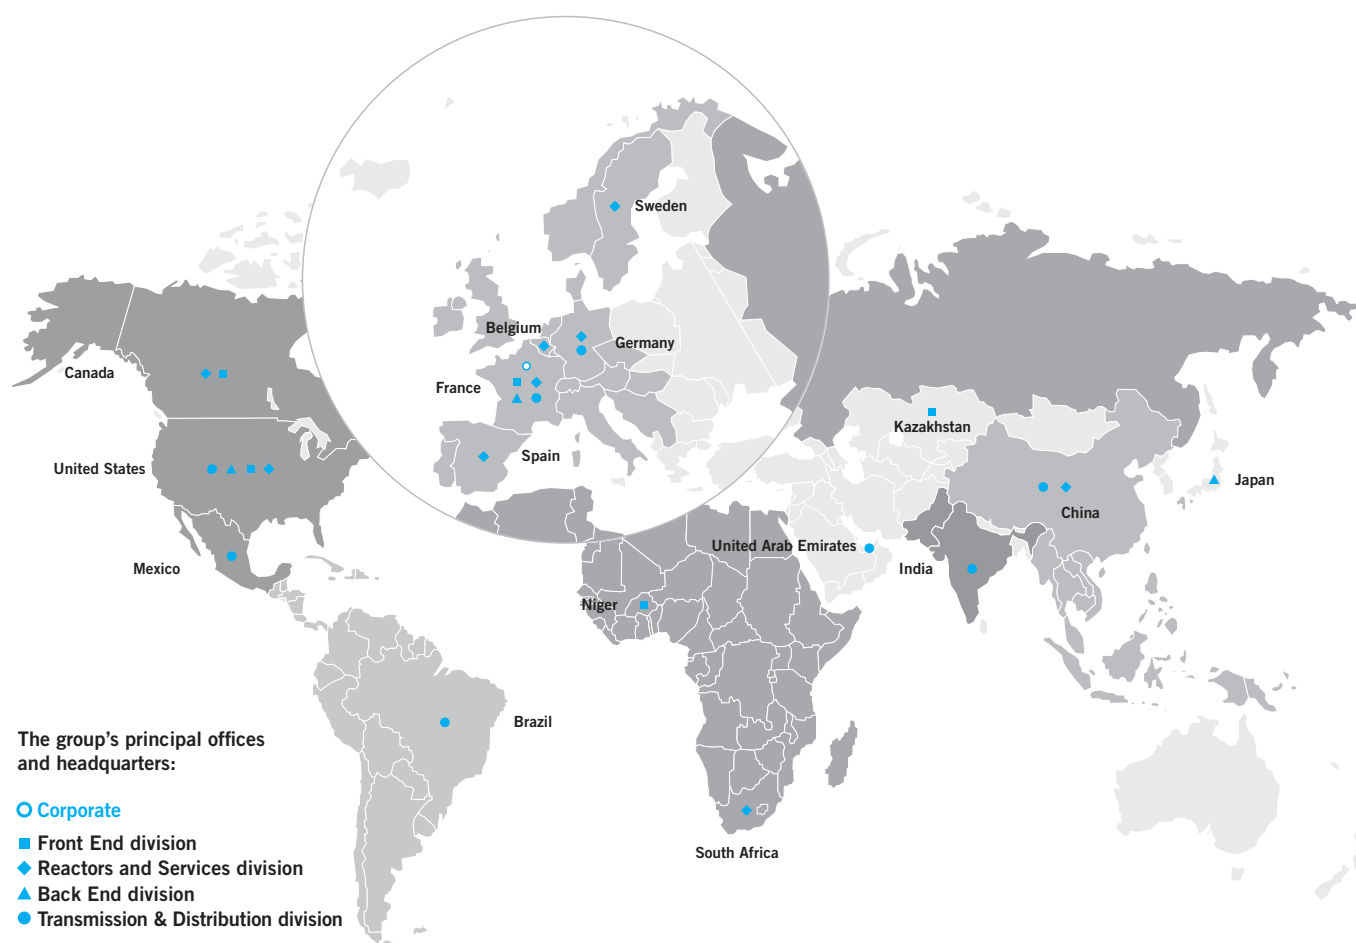 Sweden
Belgium
Germany
Canada
France
Kazakhstan
Spain
United States
Japan
China
United Arab Emirates
Mexico
India
Niger
Brazil
The group's principal offices
and headquarters:
Corporate
Front End division
South Africa
Reactors and Services division
Back End division
Transmission & Distribution division